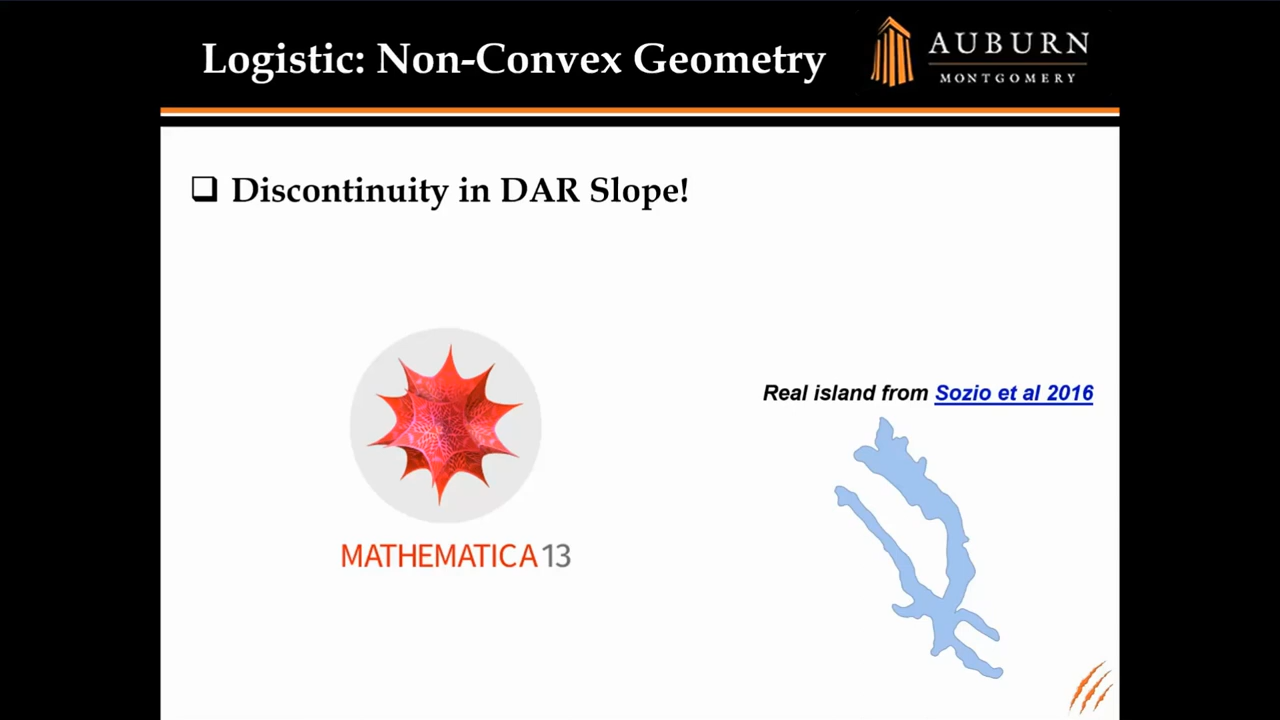 Logistic: Non-Convex Geometry
AUBURN
MONTGOMERY
Discontinuity in DAR Slope!
Real island from Sozio et al 2016
MATHEMATICA 13